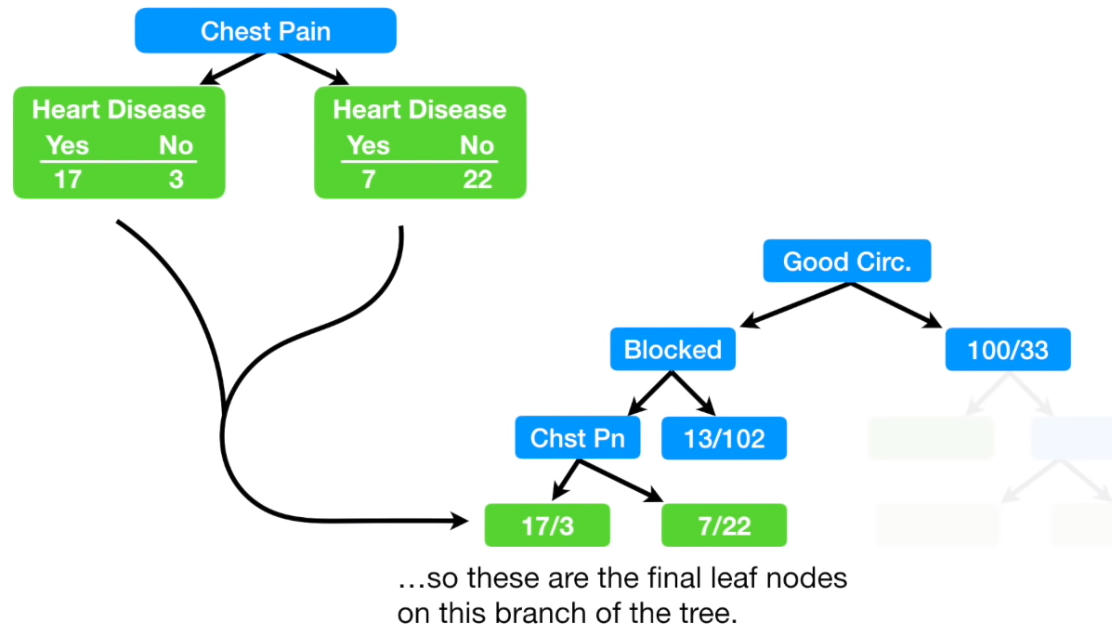 Chest Pain
Heart Disease
Yes No
17 3
Heart Disease
Yes No
7 22
Good Circ.
Blocked
100/33
Chst Pn
13/102
17/3
7/22
…so these are the final leaf nodes
on this branch of the tree.